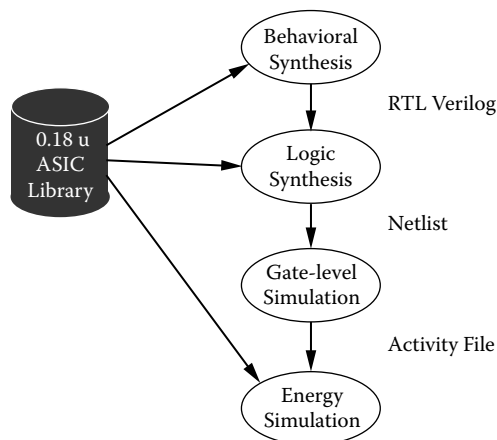 Behavioral
Synthesis
RTL Verilog
0.18 u
ASIC
Library
Logic
Synthesis
Netlist
Gate-level
Simulation
Activity File
Energy
Simulation